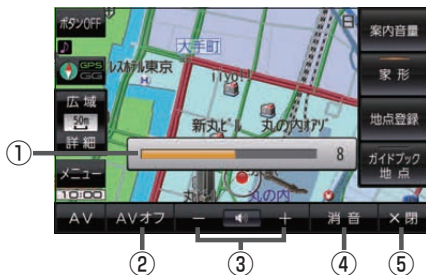 ボタンOFF
案内音量
大手町
GPS
GG
東京
家形
広域
50m
詳細
新丸ビル
丸の内オアゾ
地点登録
① 8
メニュー
ガイドブック
地点
丸の内
10:00
AV
AVオフ
－
＋
消音
×閉
② ③ ④ ⑤